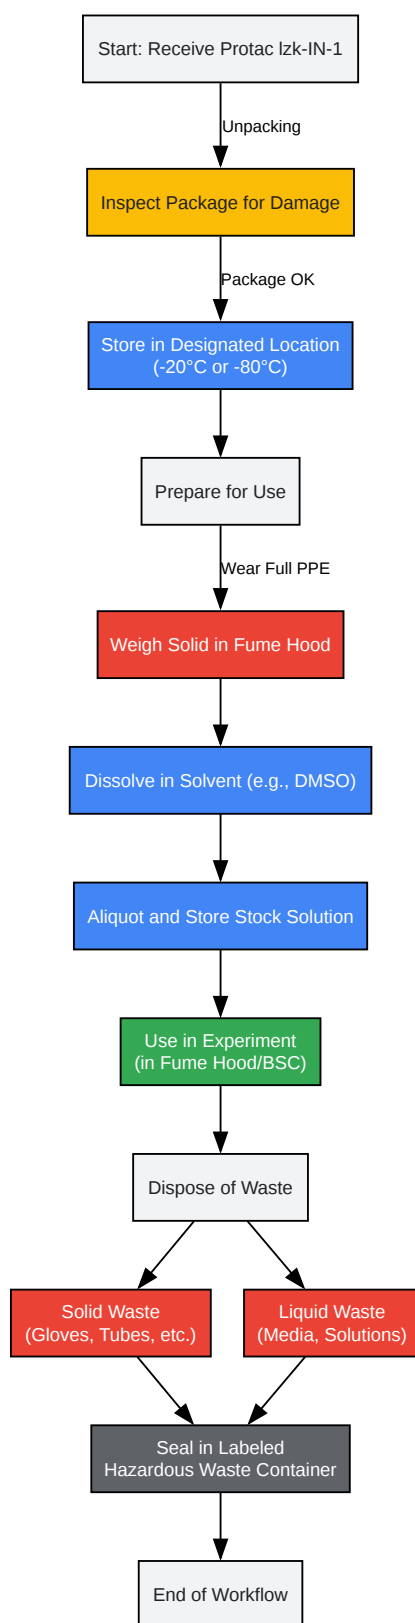 Start: Receive Protac lzk-IN-1
Unpacking
Inspect Package for Damage
Package OK
Store in Designated Location
(-20°C or -80°C)
Prepare for Use
Wear Full PPE
Weigh Solid in Fume Hood
Dissolve in Solvent (e.g., DMSO)
Aliquot and Store Stock Solution
Use in Experiment
(in Fume Hood/BSC)
Dispose of Waste
Solid Waste
(Gloves, Tubes, etc.)
Liquid Waste
(Media, Solutions)
Seal in Labeled
Hazardous Waste Container
End of Workflow